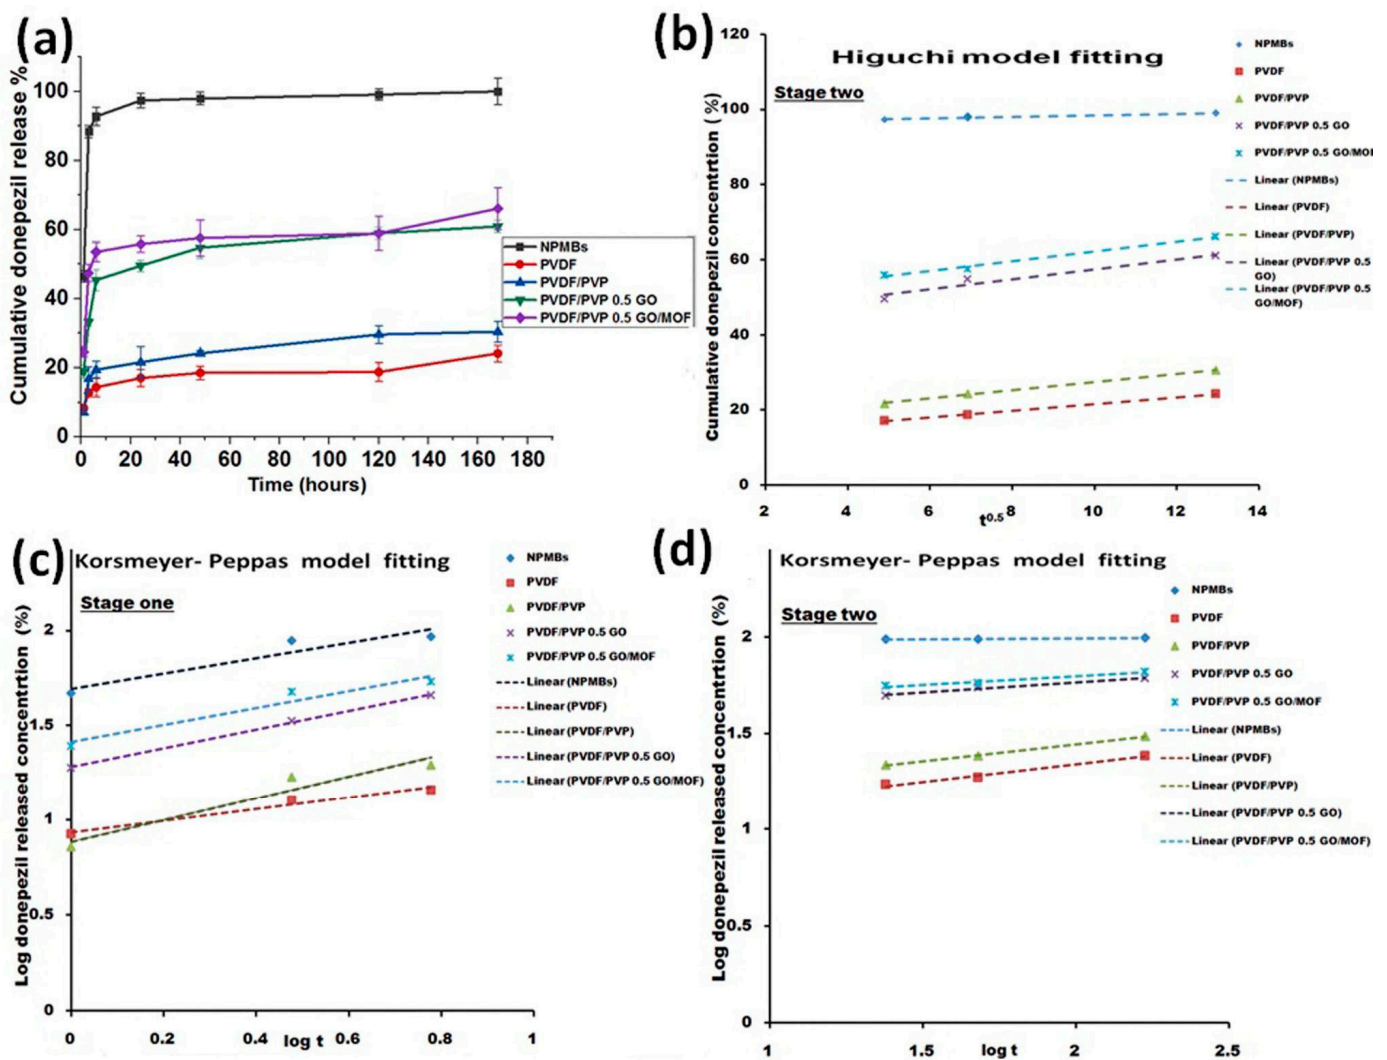 (a)
Cumulative donepezil release %
100
80
60
40
20
0
0 20 40 60 80 100 120 140 160 180
Time (hours)
NPMBs
PVDF
PVDF/PVP
PVDF/PVP 0.5 GO
PVDF/PVP 0.5 GO/MOF
(b)
Higuchi model fitting
Stage two
Cumulative donepezil concentrtion (%)
120
100
80
60
40
20
0
2 4 6 8 10 12 14
t0.5
NPMBs
PVDF
PVDF/PVP
PVDF/PVP 0.5 GO
PVDF/PVP 0.5 GO/MOF
Linear (NPMBs)
Linear (PVDF)
Linear (PVDF/PVP)
Linear (PVDF/PVP 0.5
GO)
Linear (PVDF/PVP 0.5
GO/MOF)
(c)
Korsmeyer- Peppas model fitting
Stage one
Log donepezil released concentrtion (%)
2
1.5
1
0.5
0
0 0.2 0.4 0.6 0.8 1
log t
NPMBs
PVDF
PVDF/PVP
PVDF/PVP 0.5 GO
PVDF/PVP 0.5 GO/MOF
Linear (NPMBs)
Linear (PVDF)
Linear (PVDF/PVP)
Linear (PVDF/PVP 0.5 GO)
Linear (PVDF/PVP 0.5 GO/MOF)
(d)
Korsmeyer- Peppas model fitting
Stage two
Log donepezil released concentrtion (%)
2
1.5
1
0.5
0
1 1.5 2 2.5
log t
NPMBs
PVDF
PVDF/PVP
PVDF/PVP 0.5 GO
PVDF/PVP 0.5 GO/MOF
Linear (NPMBs)
Linear (PVDF)
Linear (PVDF/PVP)
Linear (PVDF/PVP 0.5 GO)
Linear (PVDF/PVP 0.5 GO/MOF)